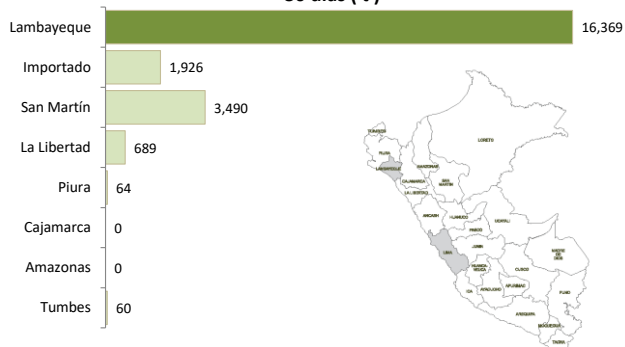 30 días ( t )
Lambayeque 16,369
Importado 1,926
San Martín 3,490
La Libertad 689
Piura 64
Cajamarca 0
Amazonas 0
Tumbes 60
TUMBES
LORETO
PIURA
LAMBAYEQUE
AMAZONAS
CAJAMARCA
SAN MARTIN
LA LIBERTAD
ANCASH
HUANUCO
UCAYALI
PASCO
JUNIN
LIMA
MADRE DE DIOS
HUANCAVELICA
CUSCO
ICA
AYACUCHO
APURIMAC
PUNO
AREQUIPA
MOQUEGUA
TACNA